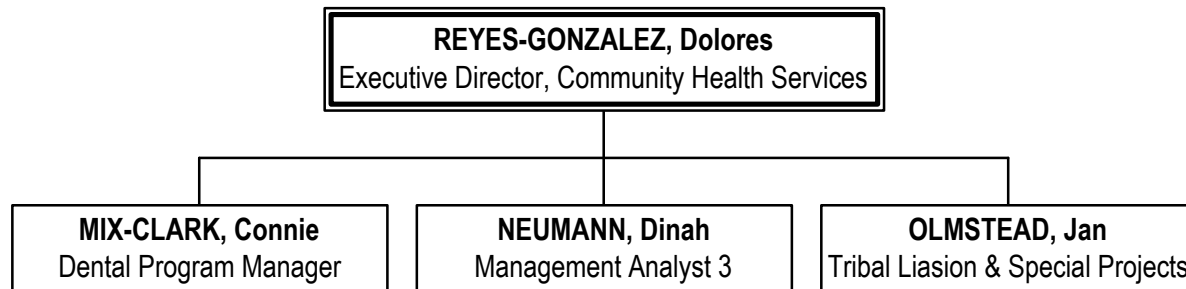 REYES-GONZALEZ, Dolores
Executive Director, Community Health Services
MIX-CLARK, Connie
Dental Program Manager
NEUMANN, Dinah
Management Analyst 3
OLMSTEAD, Jan
Tribal Liasion & Special Projects